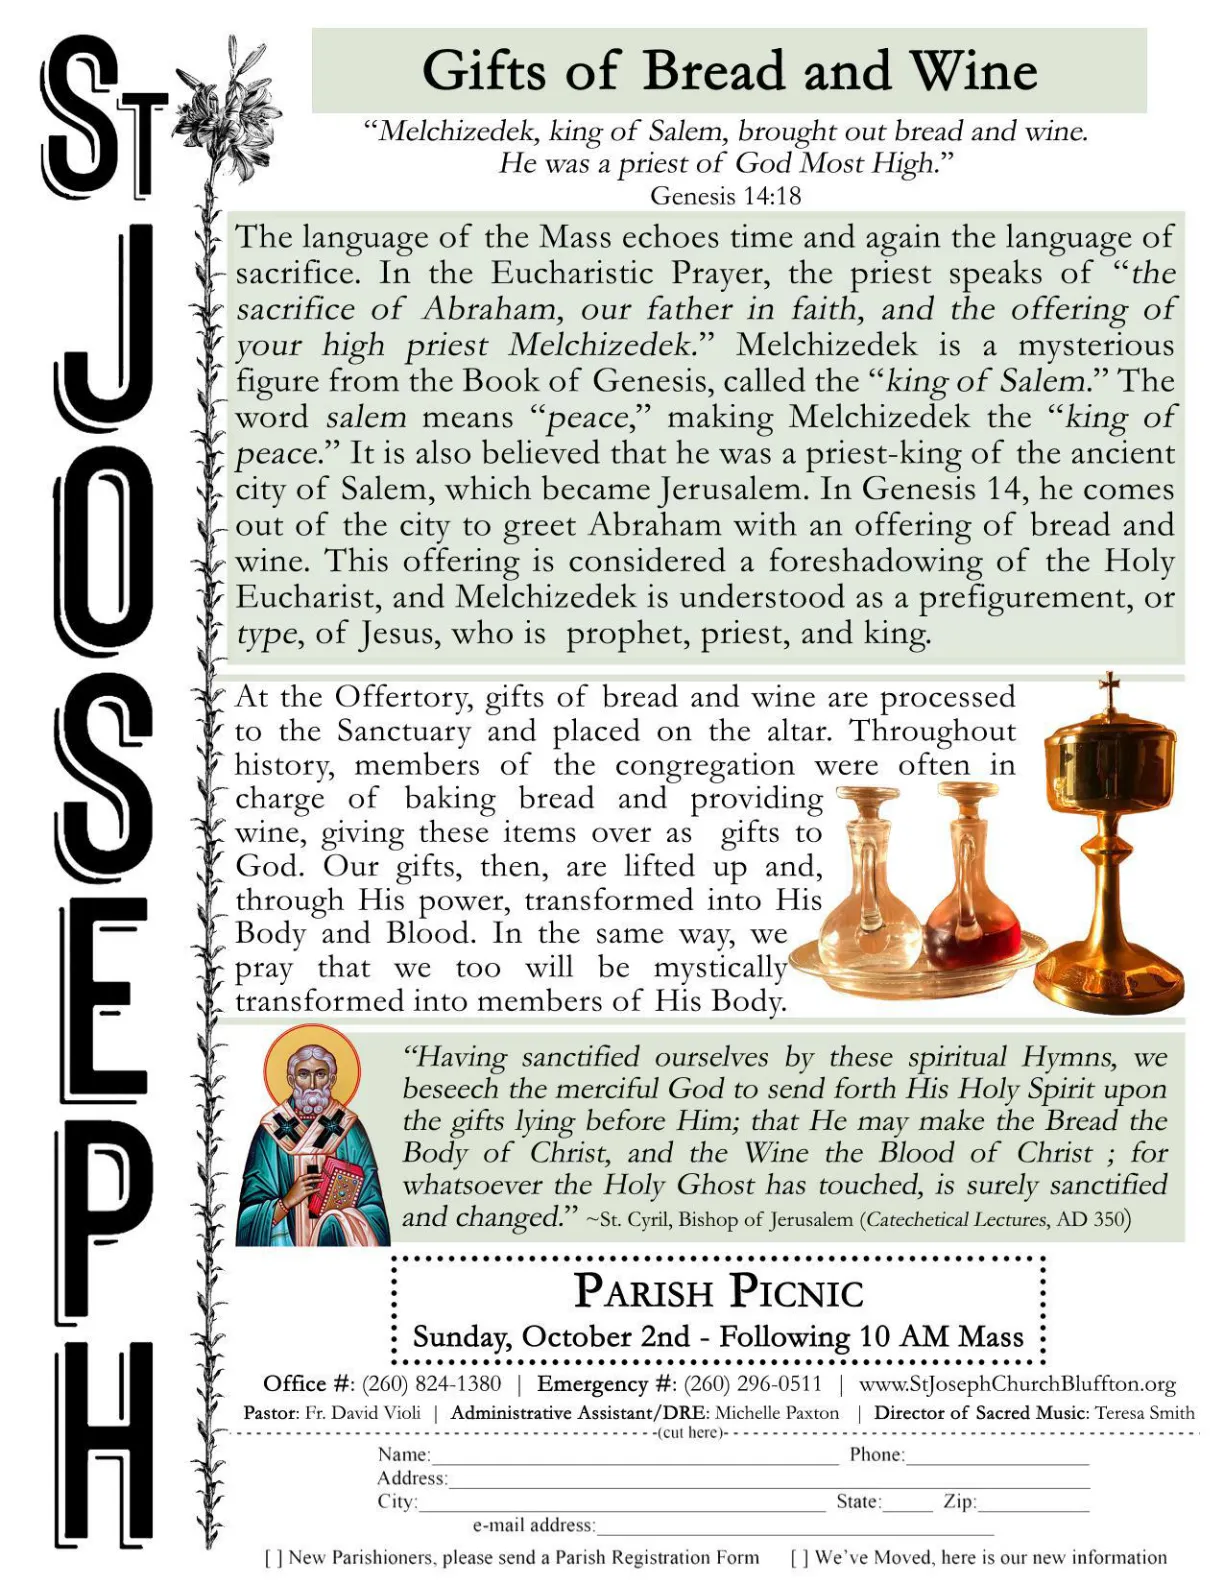 ST JOSEPH
Gifts of Bread and Wine
“Melchizedek, king of Salem, brought out bread and wine.
He was a priest of God Most High.”
Genesis 14:18
The language of the Mass echoes time and again the language of
sacrifice. In the Eucharistic Prayer, the priest speaks of “the
sacrifice of Abraham, our father in faith, and the offering of
your high priest Melchizedek.” Melchizedek is a mysterious
figure from the Book of Genesis, called the “king of Salem.” The
word salem means “peace,” making Melchizedek the “king of
peace.” It is also believed that he was a priest-king of the ancient
city of Salem, which became Jerusalem. In Genesis 14, he comes
out of the city to greet Abraham with an offering of bread and
wine. This offering is considered a foreshadowing of the Holy
Eucharist, and Melchizedek is understood as a prefigurement, or
type, of Jesus, who is prophet, priest, and king.
At the Offertory, gifts of bread and wine are processed
to the Sanctuary and placed on the altar. Throughout
history, members of the congregation were often in
charge of baking bread and providing
wine, giving these items over as gifts to
God. Our gifts, then, are lifted up and,
through His power, transformed into His
Body and Blood. In the same way, we
pray that we too will be mystically
transformed into members of His Body.
“Having sanctified ourselves by these spiritual Hymns, we
beseech the merciful God to send forth His Holy Spirit upon
the gifts lying before Him; that He may make the Bread the
Body of Christ, and the Wine the Blood of Christ ; for
whatsoever the Holy Ghost has touched, is surely sanctified
and changed.” ~St. Cyril, Bishop of Jerusalem (Catechetical Lectures, AD 350)
PARISH PICNIC
Sunday, October 2nd - Following 10 AM Mass
Office #: (260) 824-1380 | Emergency #: (260) 296-0511 | www.StJosephChurchBluffton.org
Pastor: Fr. David Violi | Administrative Assistant/DRE: Michelle Paxton | Director of Sacred Music: Teresa Smith
(cut here)
Name: Phone:
Address:
City: State: Zip:
e-mail address:
[ ] New Parishioners, please send a Parish Registration Form [ ] We’ve Moved, here is our new information